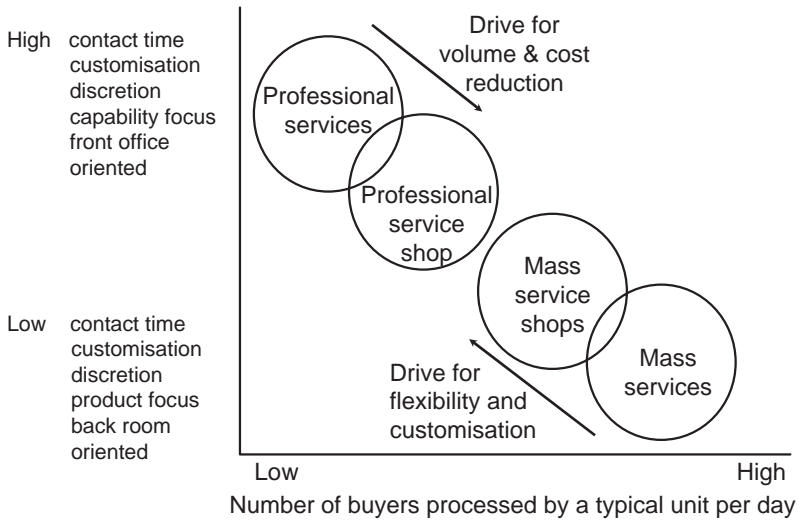 High contact time
customisation
discretion
capability focus
front office
oriented
Drive for
volume & cost
reduction
Professional
services
Professional
service
shop
Mass
service
shops
Mass
services
Low contact time
customisation
discretion
product focus
back room
oriented
Drive for
flexibility and
customisation
Low High
Number of buyers processed by a typical unit per day